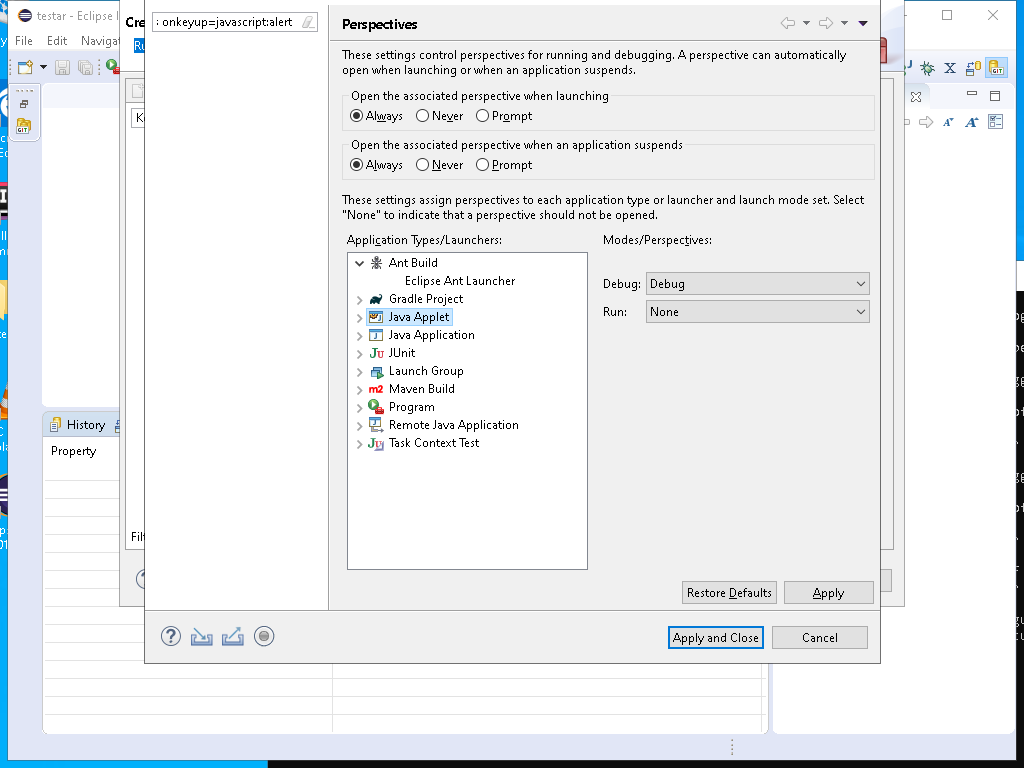 testar - Eclipse I
File Edit Navigat
Cre
Ru
; onkeyup=javascript:alert
Perspectives
These settings control perspectives for running and debugging. A perspective can automatically
open when launching or when an application suspends.
Open the associated perspective when launching
Always Never Prompt
Open the associated perspective when an application suspends
Always Never Prompt
These settings assign perspectives to each application type or launcher and launch mode set. Select
"None" to indicate that a perspective should not be opened.
Application Types/Launchers:
Modes/Perspectives:
Ant Build
Eclipse Ant Launcher
Gradle Project
Java Applet
Java Application
JUnit
Launch Group
Maven Build
Program
Remote Java Application
Task Context Test
Debug: Debug
Run: None
History
Property
Filt
Restore Defaults Apply
Apply and Close Cancel